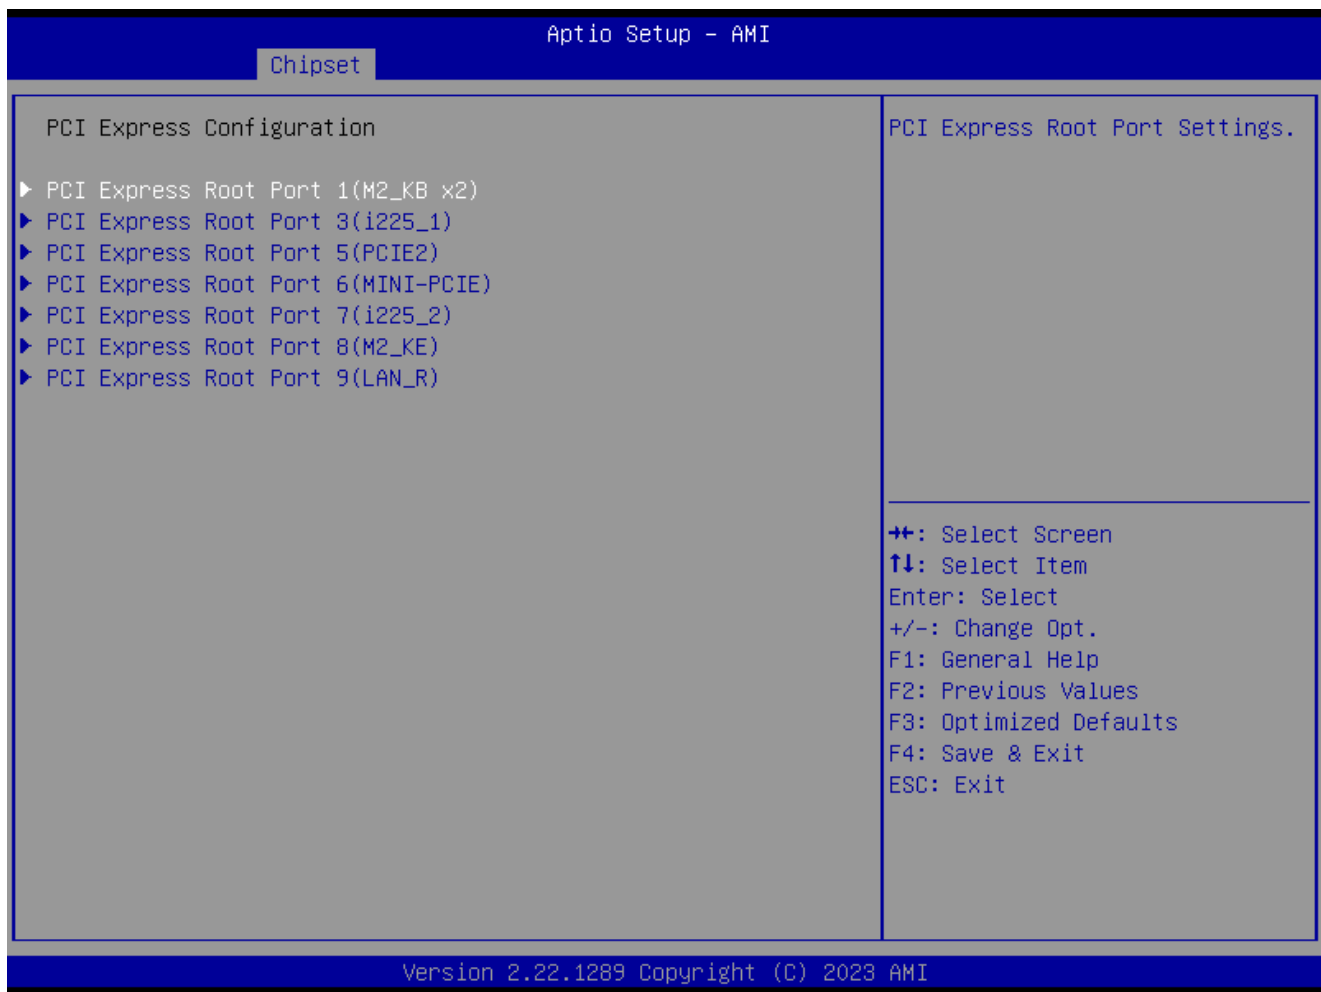 Aptio Setup – AMI
Chipset
PCI Express Configuration
PCI Express Root Port 1(M2_KB x2)
PCI Express Root Port 3(i225_1)
PCI Express Root Port 5(PCIE2)
PCI Express Root Port 6(MINI-PCIE)
PCI Express Root Port 7(i225_2)
PCI Express Root Port 8(M2_KE)
PCI Express Root Port 9(LAN_R)
PCI Express Root Port Settings.
→←: Select Screen
↑↓: Select Item
Enter: Select
+/-: Change Opt.
F1: General Help
F2: Previous Values
F3: Optimized Defaults
F4: Save & Exit
ESC: Exit
Version 2.22.1289 Copyright (C) 2023 AMI